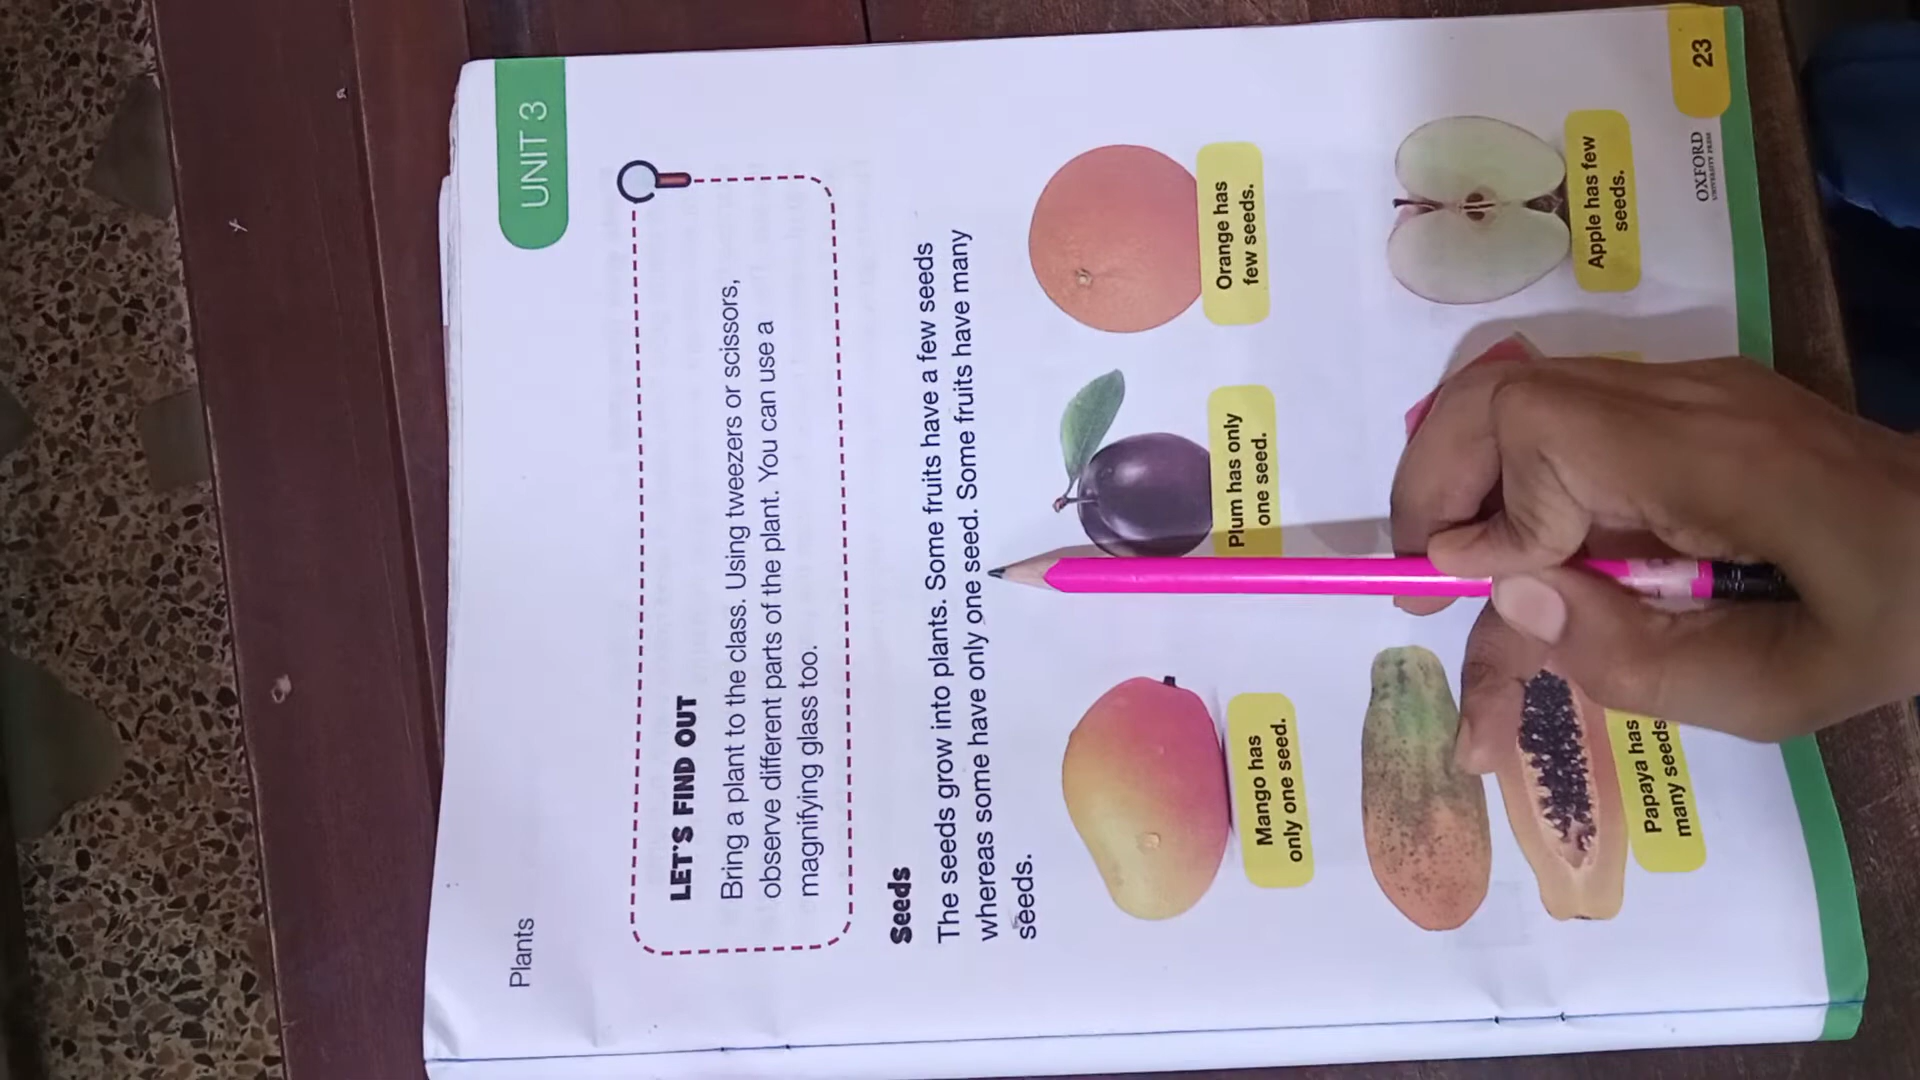 Plants
UNIT 3
LET'S FIND OUT
Bring a plant to the class. Using tweezers or scissors,
observe different parts of the plant. You can use a
magnifying glass too.
Seeds
The seeds grow into plants. Some fruits have a few seeds
whereas some have only one seed. Some fruits have many
seeds.
Mango has
only one seed.
Plum has only
one seed.
Orange has
few seeds.
Papaya has
many seeds
Apple has few
seeds.
OXFORD
UNIVERSITY PRESS
23